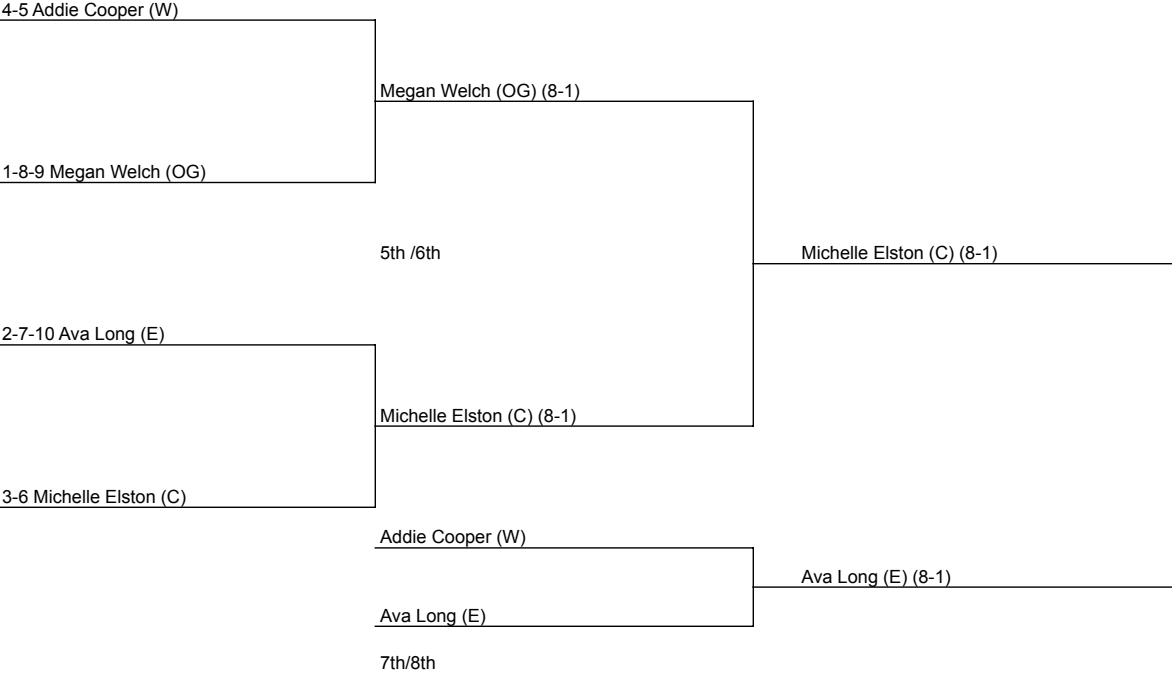 4-5 Addie Cooper (W)
Megan Welch (OG) (8-1)
1-8-9 Megan Welch (OG)
5th /6th
Michelle Elston (C) (8-1)
2-7-10 Ava Long (E)
Michelle Elston (C) (8-1)
3-6 Michelle Elston (C)
Addie Cooper (W)
Ava Long (E) (8-1)
Ava Long (E)
7th/8th